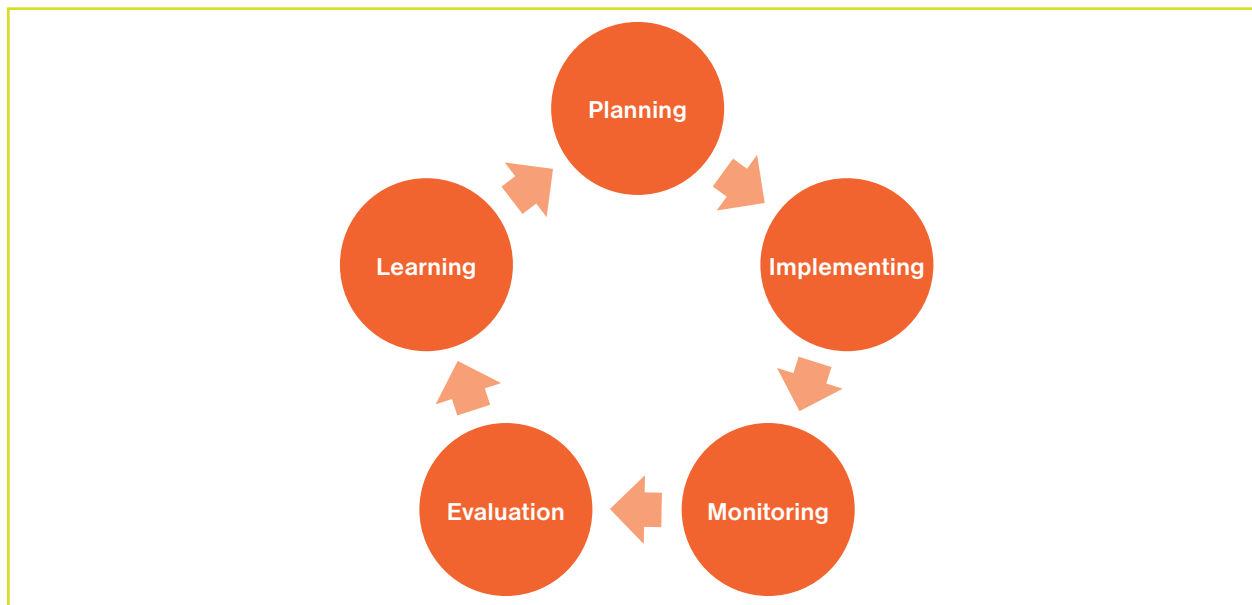 Planning
Implementing
Monitoring
Evaluation
Learning